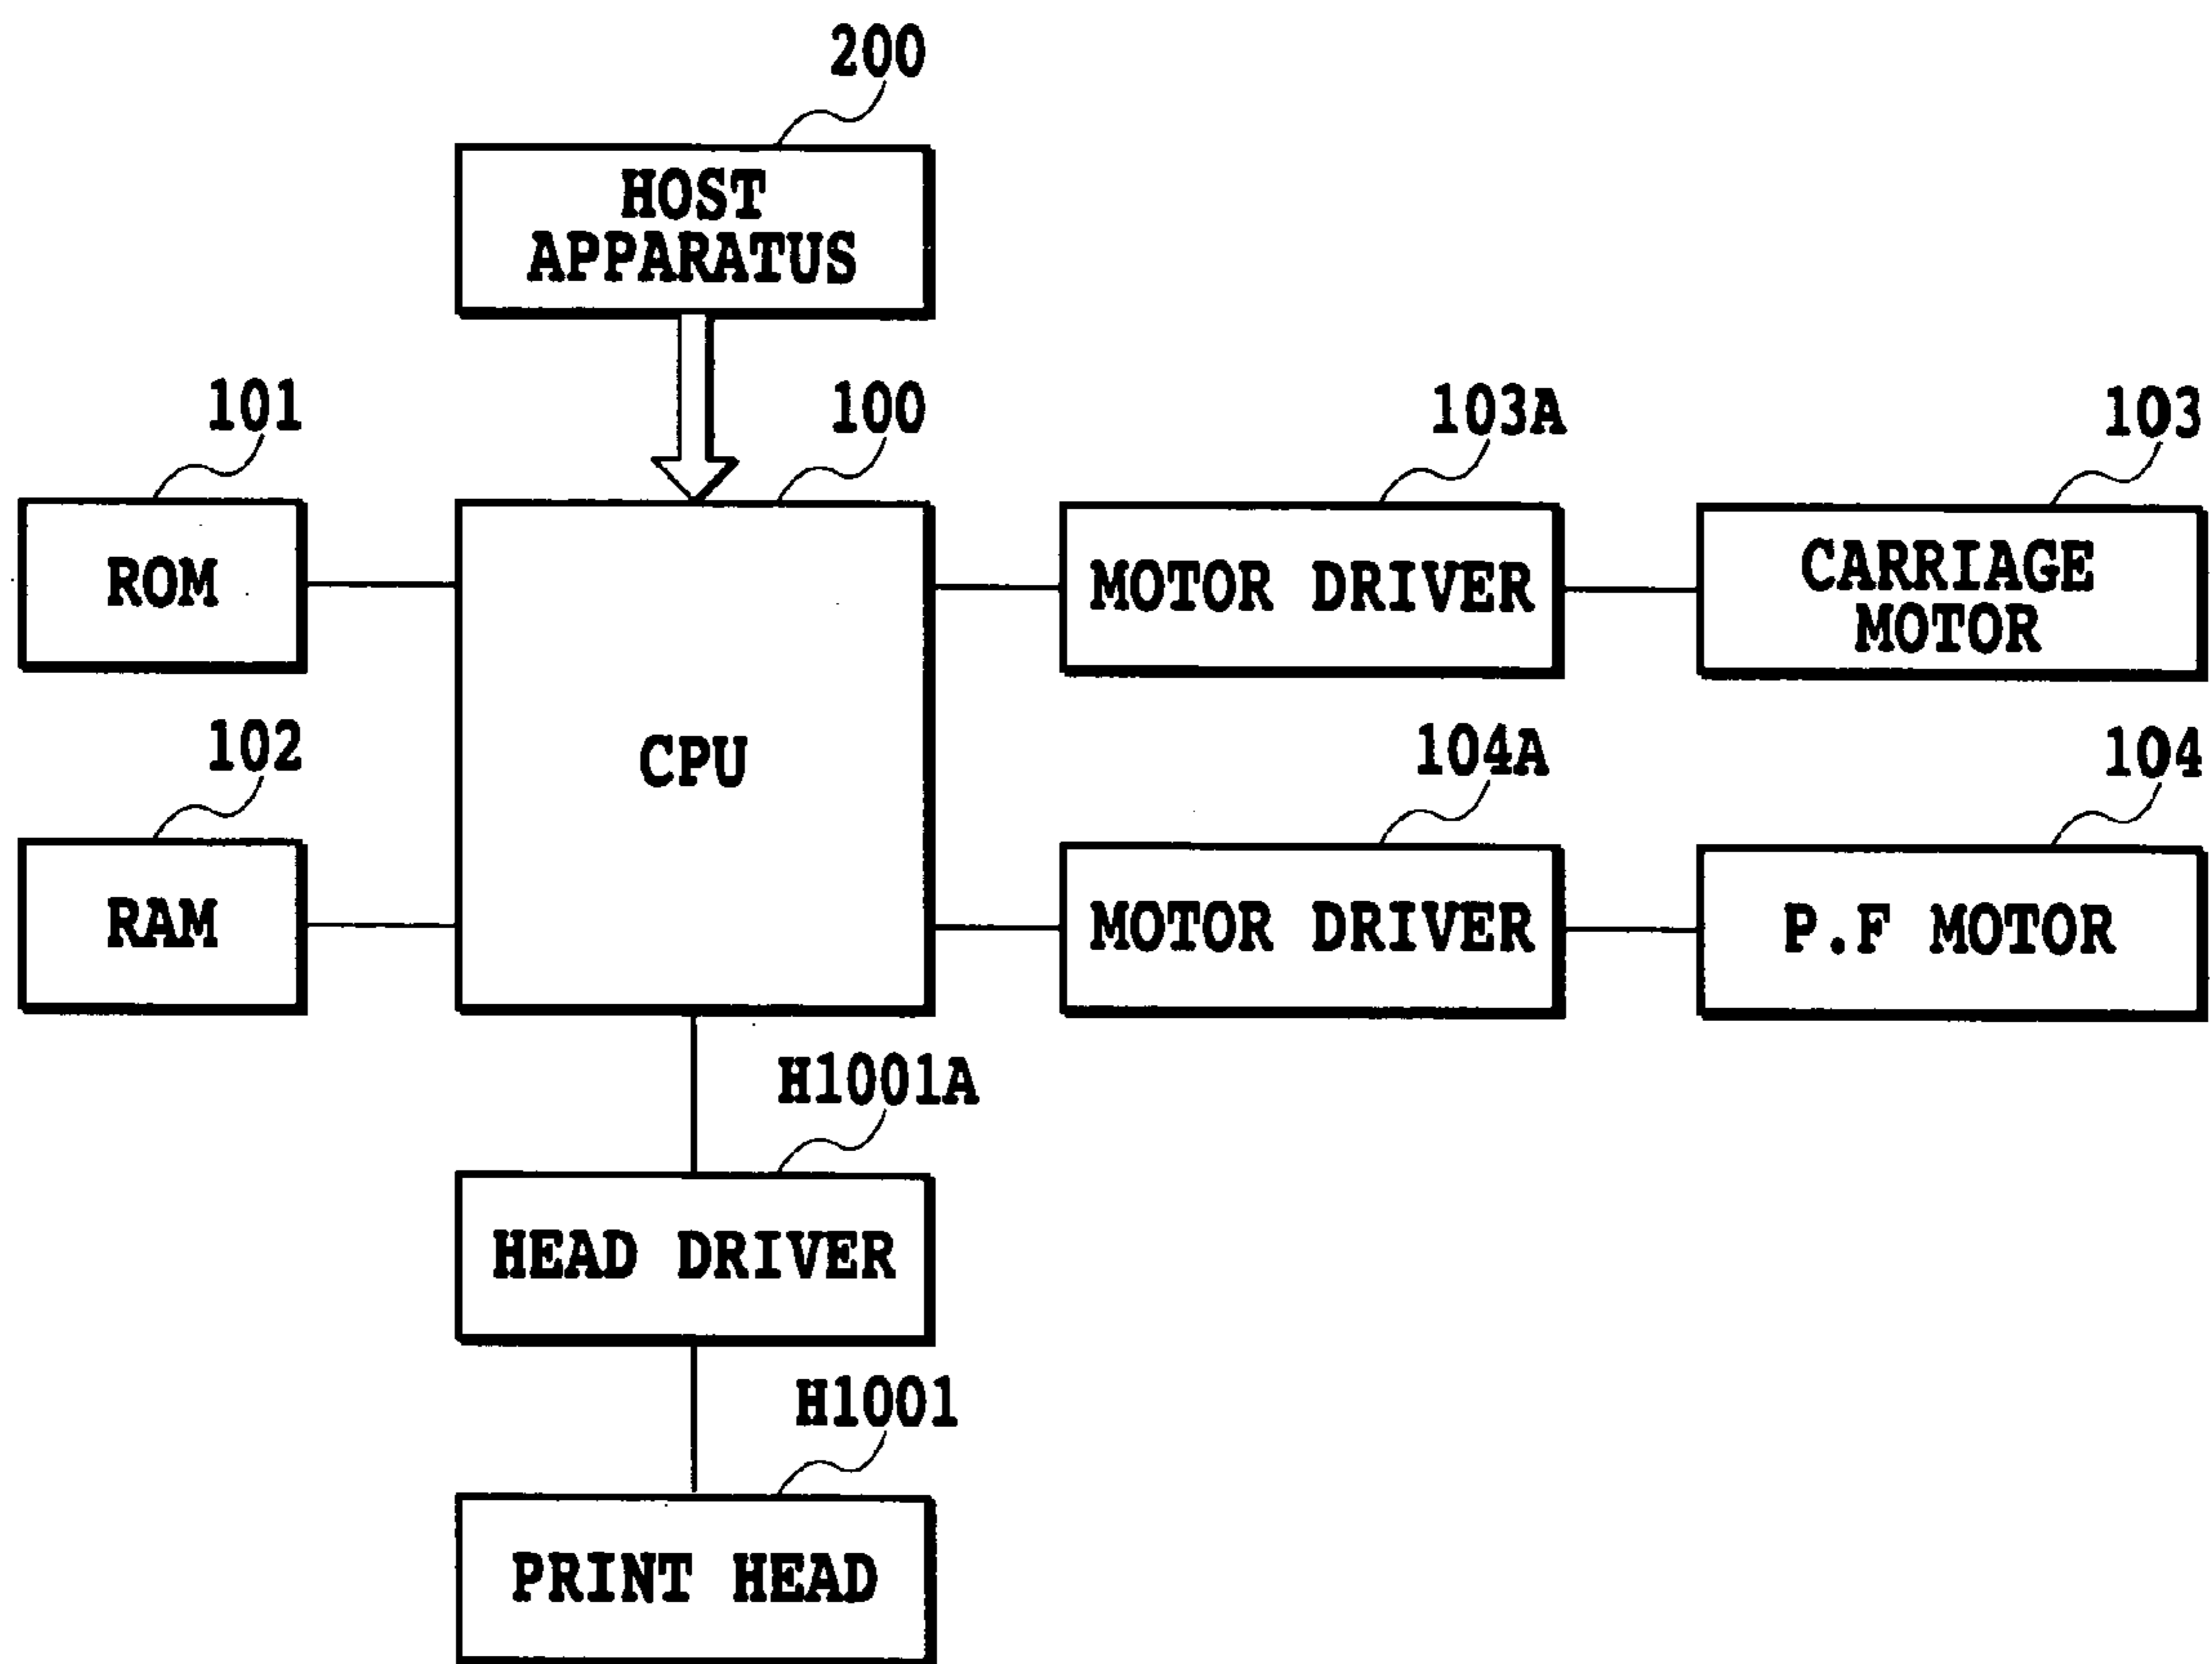 200
HOST
APPARATUS
101
100
103A
103
ROM
MOTOR DRIVER
CARRIAGE
MOTOR
102
CPU
104A
104
RAM
MOTOR DRIVER
P.F MOTOR
H1001A
HEAD DRIVER
H1001
PRINT HEAD